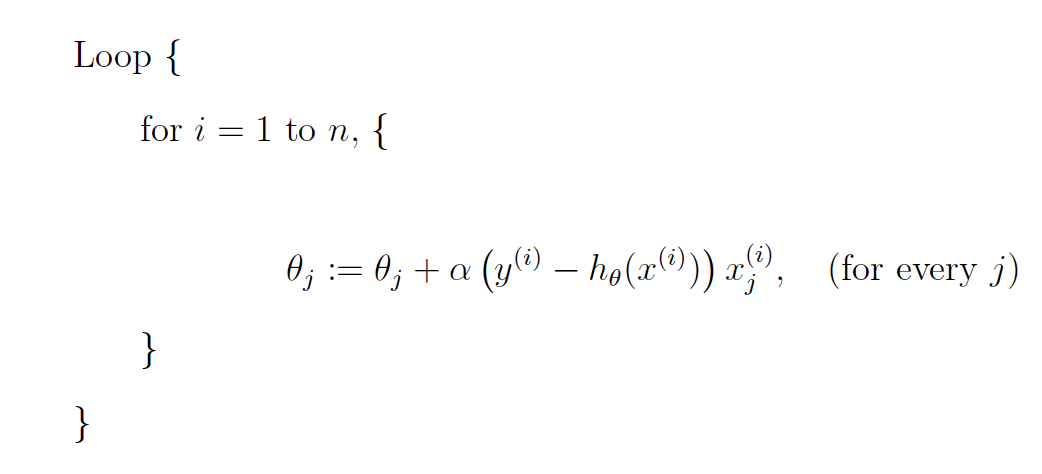 Loop {
for i = 1 to n, {
θ_j := θ_j + α (y^{(i)} − h_θ(x^{(i)})) x_j^{(i)}, (for every j)
}
}